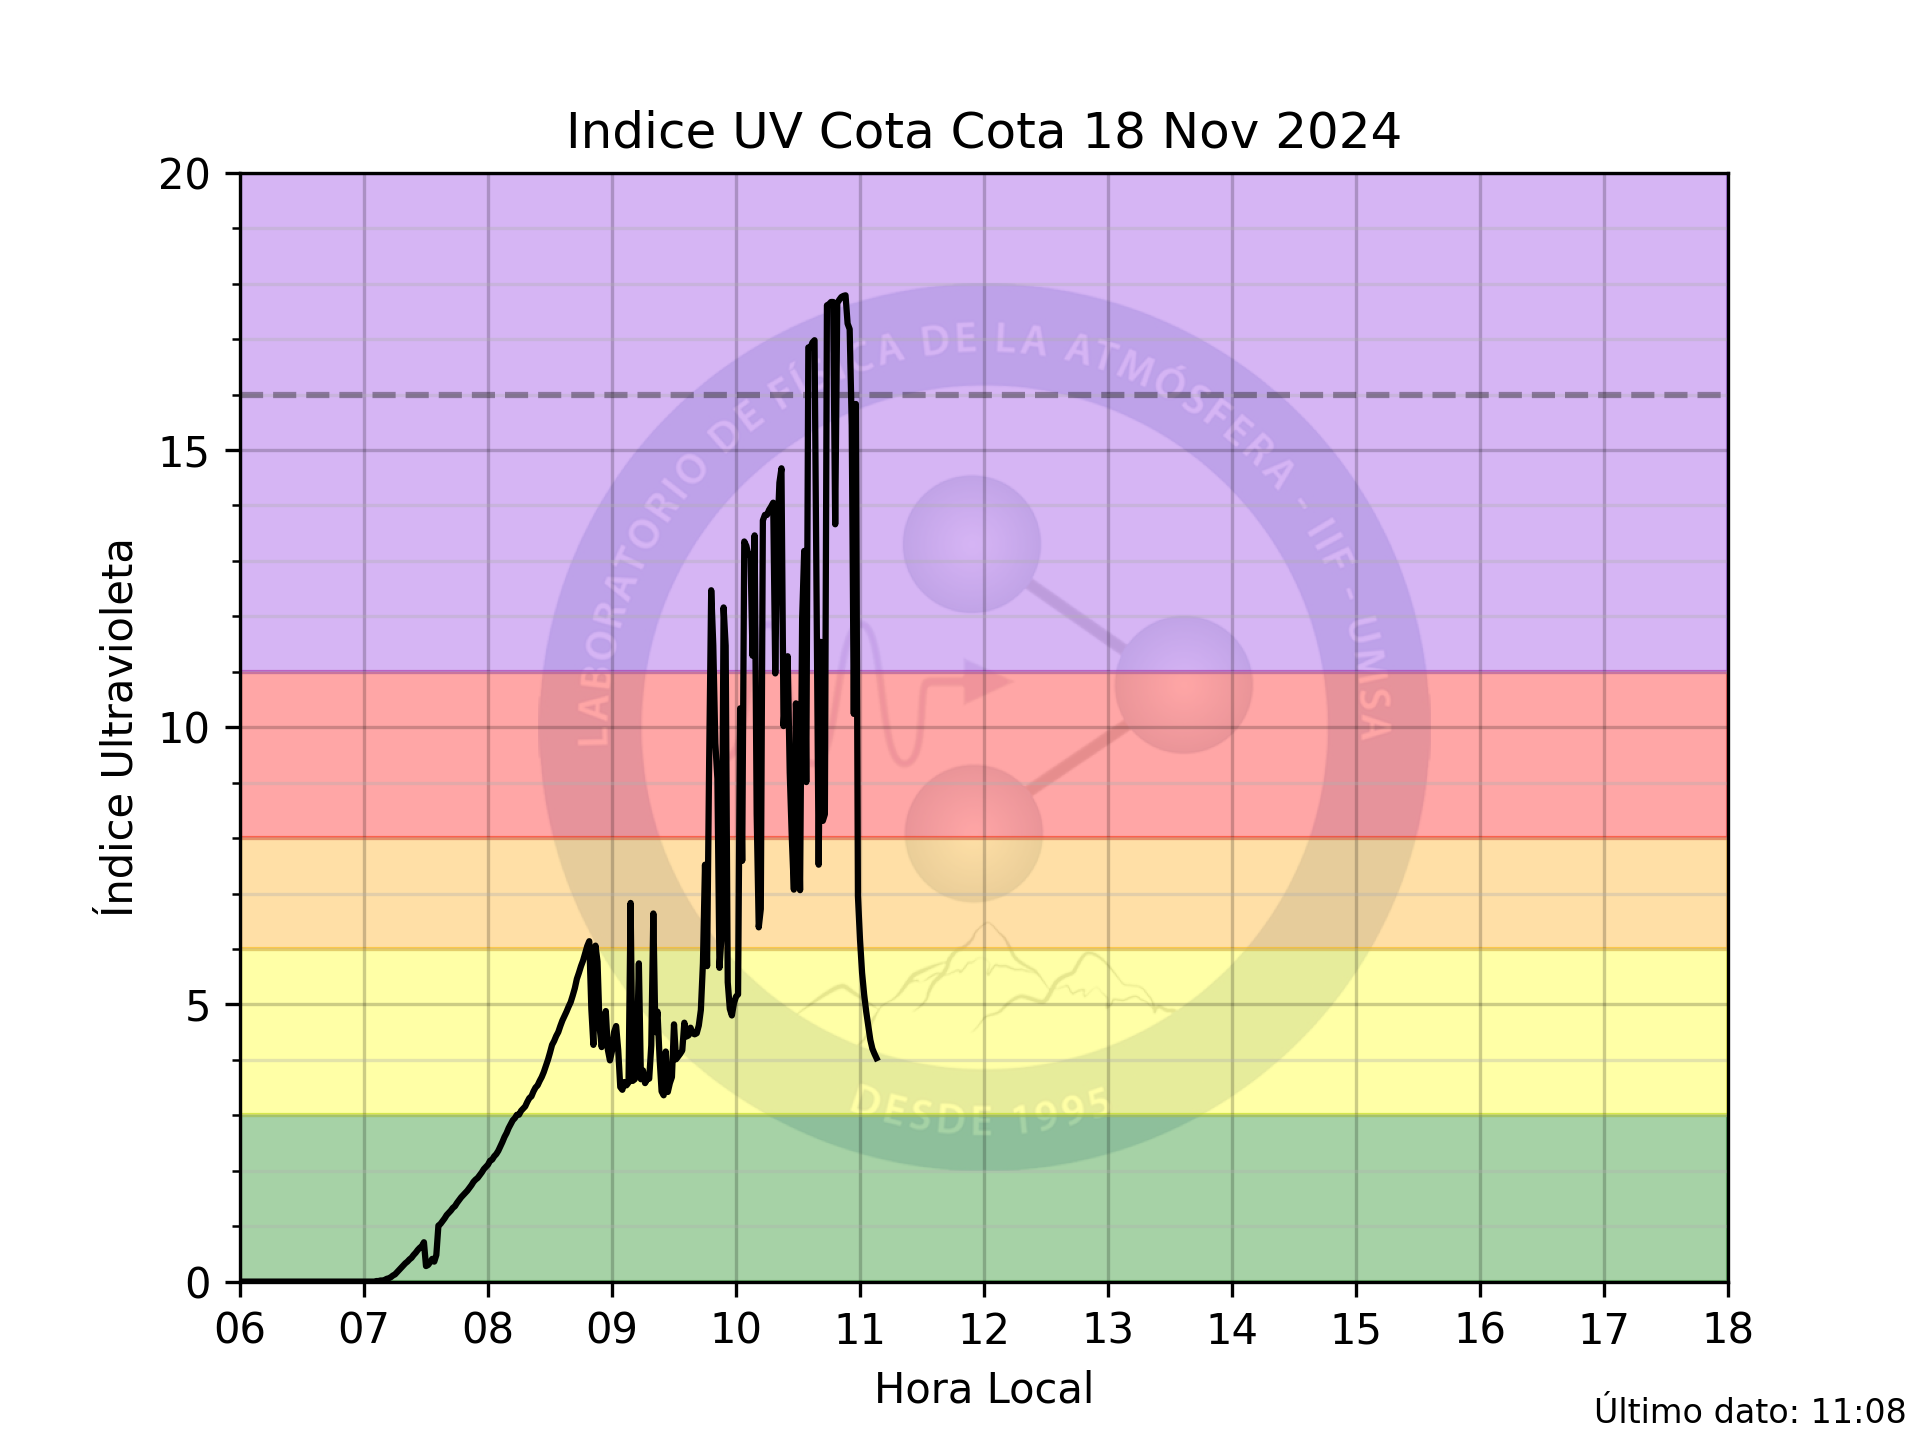 Indice UV Cota Cota 18 Nov 2024
20
15
10
5
0
Índice Ultravioleta
LABORATORIO DE FÍSICA DE LA ATMÓSFERA - IIF - UMSA
DESDE 1995
06 07 08 09 10 11 12 13 14 15 16 17 18
Hora Local
Último dato: 11:08